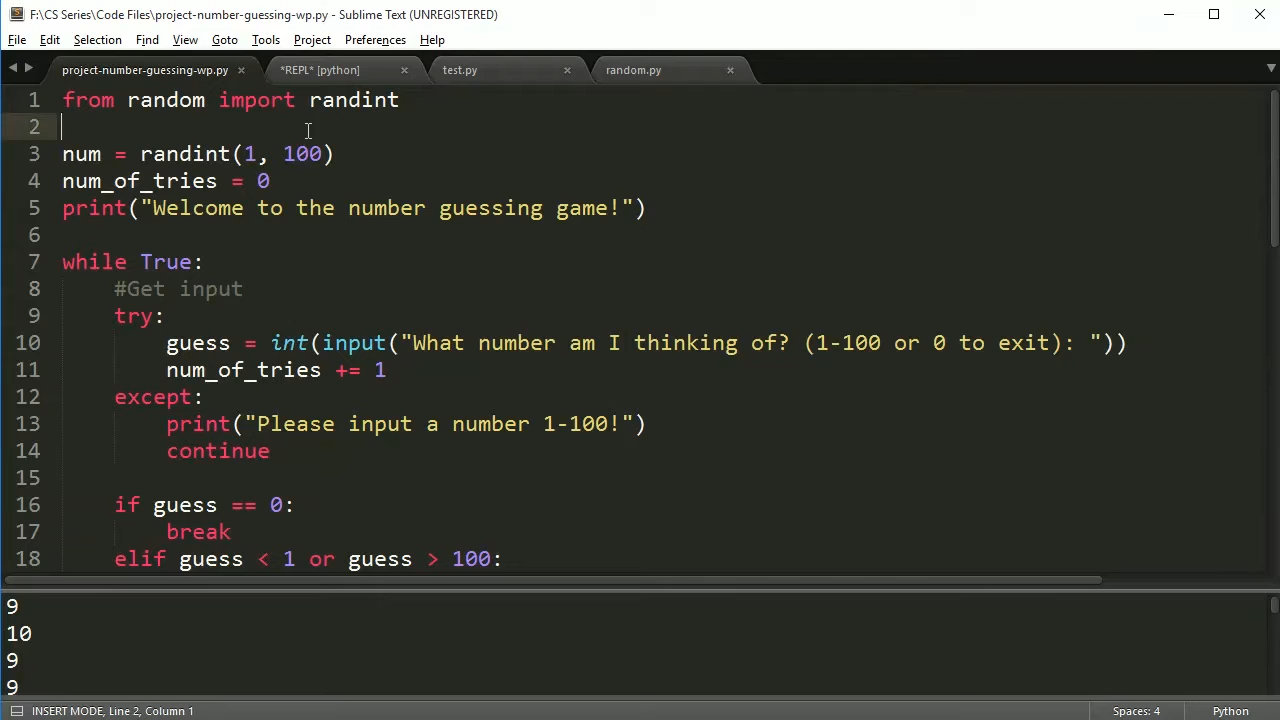 F:\CS Series\Code Files\project-number-guessing-wp.py - Sublime Text (UNREGISTERED)
File Edit Selection Find View Goto Tools Project Preferences Help
project-number-guessing-wp.py *REPL* [python] test.py random.py
1 from random import randint
2
3 num = randint(1, 100)
4 num_of_tries = 0
5 print("Welcome to the number guessing game!")
6
7 while True:
8 #Get input
9 try:
10 guess = int(input("What number am I thinking of? (1-100 or 0 to exit): "))
11 num_of_tries += 1
12 except:
13 print("Please input a number 1-100!")
14 continue
15
16 if guess == 0:
17 break
18 elif guess < 1 or guess > 100:
9
10
9
9
INSERT MODE, Line 2, Column 1 Spaces: 4 Python